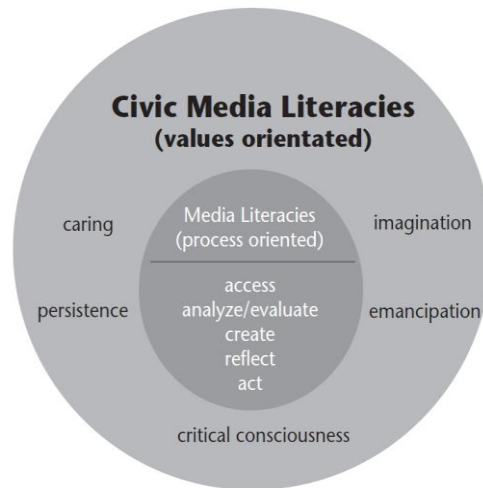 Civic Media Literacies
(values orientated)
caring
imagination
Media Literacies
(process oriented)
persistence
emancipation
access
analyze/evaluate
create
reflect
act
critical consciousness